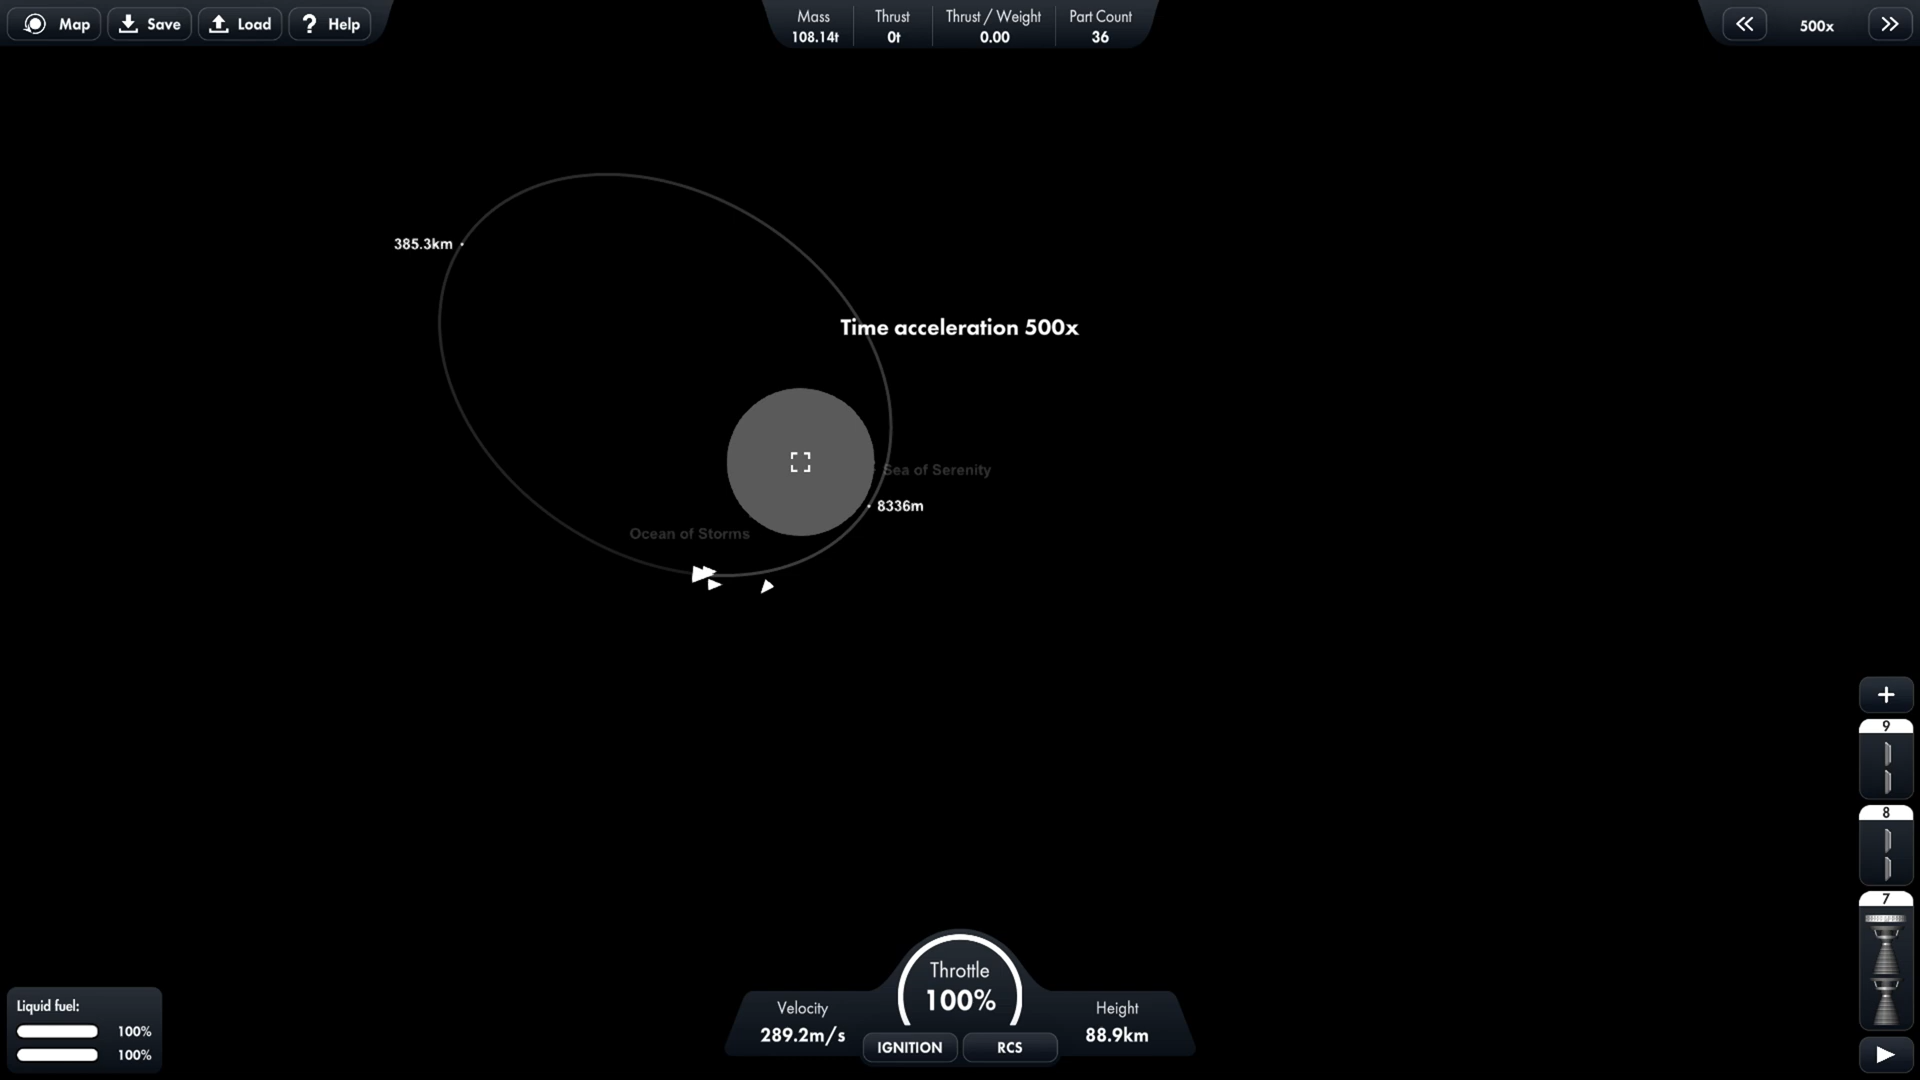 Map
Save
Load
Help
Mass
108.14t
Thrust
0t
Thrust / Weight
0.00
Part Count
36
500x
385.3km
Time acceleration 500x
Sea of Serenity
8336m
Ocean of Storms
9
8
7
Liquid fuel:
100%
100%
Throttle
100%
Velocity
289.2m/s
Height
88.9km
IGNITION
RCS